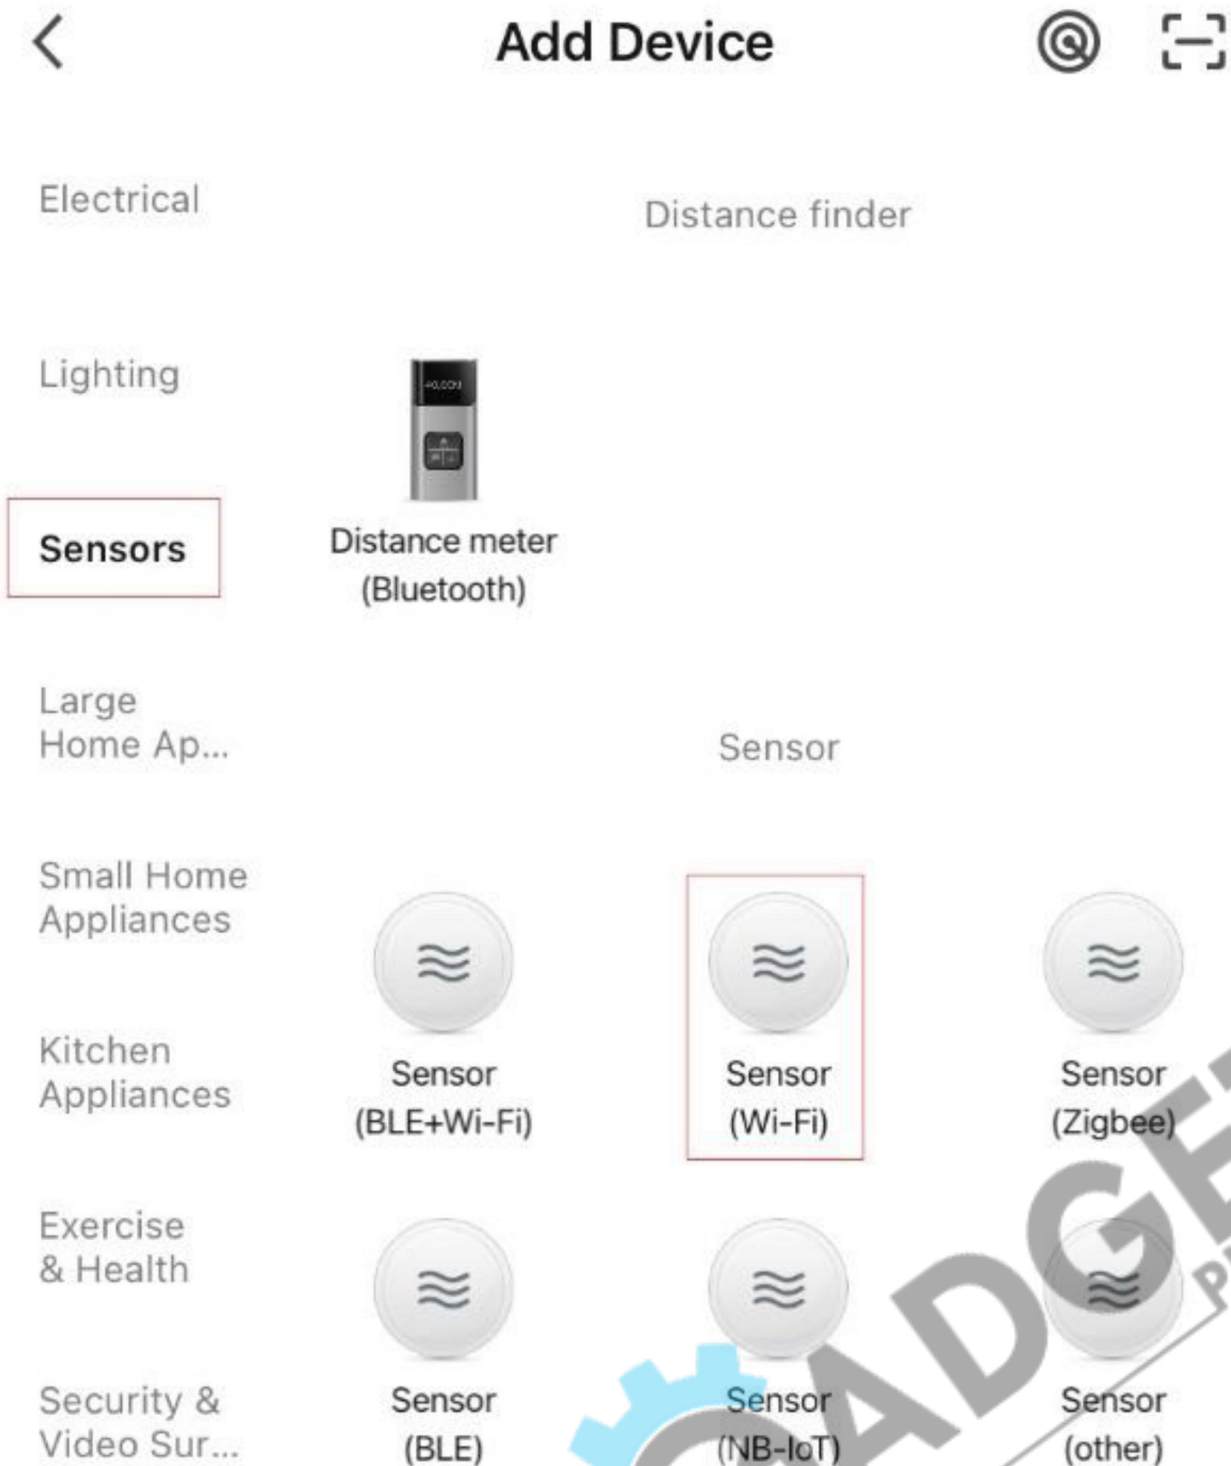 Add Device
Electrical
Distance finder
Lighting
Sensors
Distance meter
(Bluetooth)
Large
Home Ap...
Sensor
Small Home
Appliances
Kitchen
Appliances
Sensor
(BLE+Wi-Fi)
Sensor
(Wi-Fi)
Sensor
(Zigbee)
Exercise
& Health
Security &
Video Sur...
Sensor
(BLE)
Sensor
(NB-IoT)
Sensor
(other)
ADGE